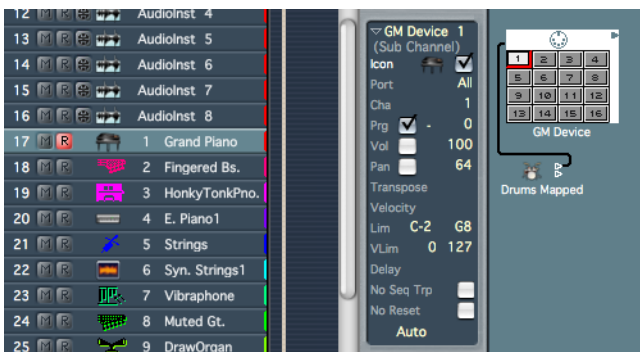 12 M R AudioInst 4
13 M R AudioInst 5
14 M R AudioInst 6
15 M R AudioInst 7
16 M R AudioInst 8
17 M R 1 Grand Piano
18 M R 2 Fingered Bs.
19 M R 3 HonkyTonkPno.
20 M R 4 E. Piano1
21 M R 5 Strings
22 M R 6 Syn. Strings1
23 M R 7 Vibraphone
24 M R 8 Muted Gt.
25 M R 9 DrawOrgan
GM Device 1
(Sub Channel)
Icon
Port All
Cha 1
Prg - 0
Vol 100
Pan 64
Transpose
Velocity
Lim C-2 G8
VLim 0 127
Delay
No Seq Trp
No Reset
Auto
1 2 3 4
5 6 7 8
9 10 11 12
13 14 15 16
GM Device
Drums Mapped